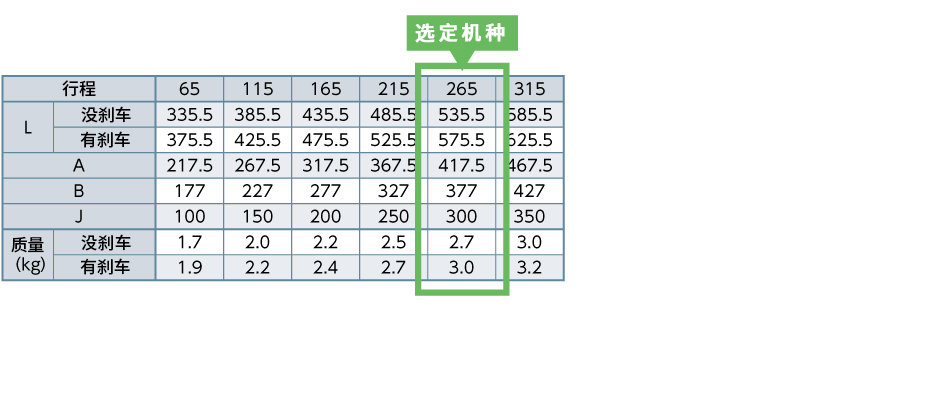 选定机种
行程 65 115 165 215 265 315
L 没刹车 335.5 385.5 435.5 485.5 535.5 585.5
有刹车 375.5 425.5 475.5 525.5 575.5 625.5
A 217.5 267.5 317.5 367.5 417.5 467.5
B 177 227 277 327 377 427
J 100 150 200 250 300 350
质量(kg) 没刹车 1.7 2.0 2.2 2.5 2.7 3.0
有刹车 1.9 2.2 2.4 2.7 3.0 3.2